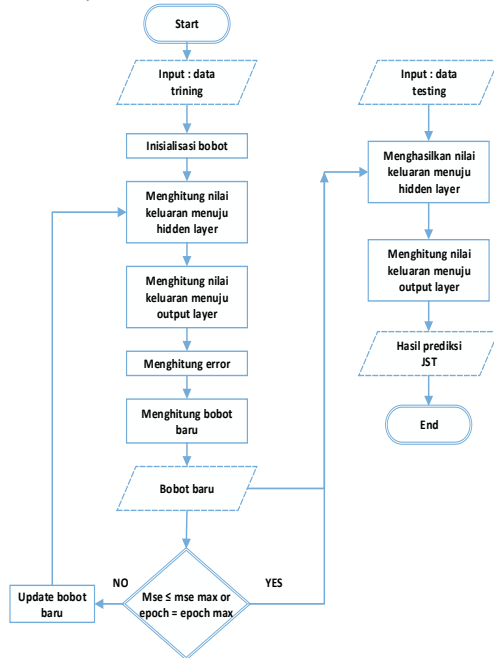 Start
Input : data
trining
Inisialisasi bobot
Menghitung nilai
keluaran menuju
hidden layer
Menghitung nilai
keluaran menuju
output layer
Menghitung error
Menghitung bobot
baru
Bobot baru
Mse ≤ mse max or
epoch = epoch max
NO
YES
Update bobot
baru
Input : data
testing
Menghasilkan nilai
keluaran menuju
hidden layer
Menghitung nilai
keluaran menuju
output layer
Hasil prediksi
JST
End